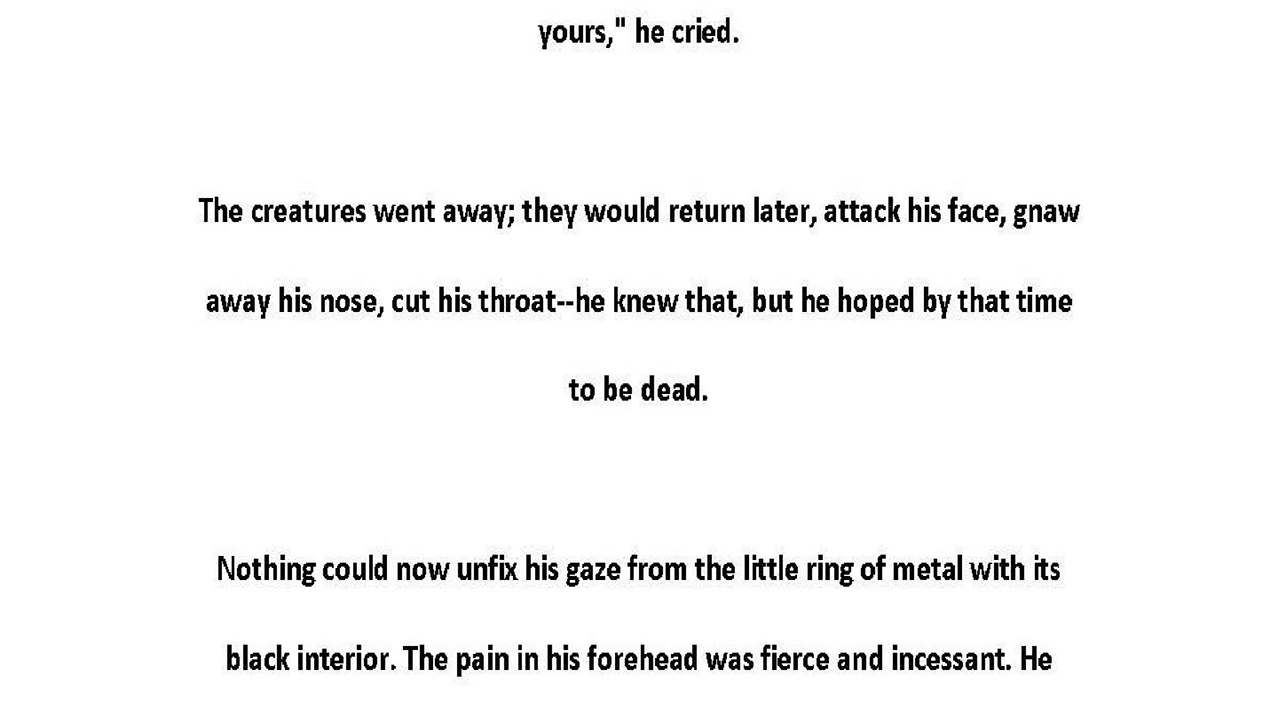 yours," he cried.
The creatures went away; they would return later, attack his face, gnaw
away his nose, cut his throat--he knew that, but he hoped by that time
to be dead.
Nothing could now unfix his gaze from the little ring of metal with its
black interior. The pain in his forehead was fierce and incessant. He